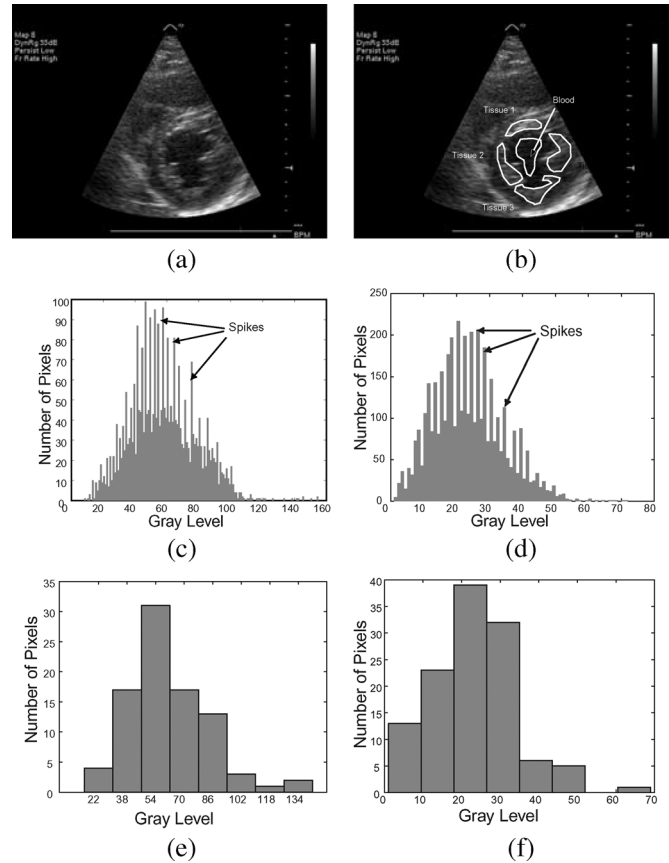 Map 8
DynRg:33dB
Persist Low
Fr Rate High
BPM
(a)
Map 8
DynRg:33dB
Persist Low
Fr Rate High
Blood
Tissue 1
Tissue 2
Tissue 3
BPM
(b)
100
90
80
70
60
50
40
30
20
10
0
Number of Pixels
Spikes
0 20 40 60 80 100 120 140 160
Gray Level
(c)
250
200
150
100
50
0
Number of Pixels
Spikes
0 10 20 30 40 50 60 70 80
Gray Level
(d)
35
30
25
20
15
10
5
0
Number of Pixels
22 38 54 70 86 102 118 134
Gray Level
(e)
40
35
30
25
20
15
10
5
0
Number of Pixels
0 10 20 30 40 50 60 70
Gray Level
(f)